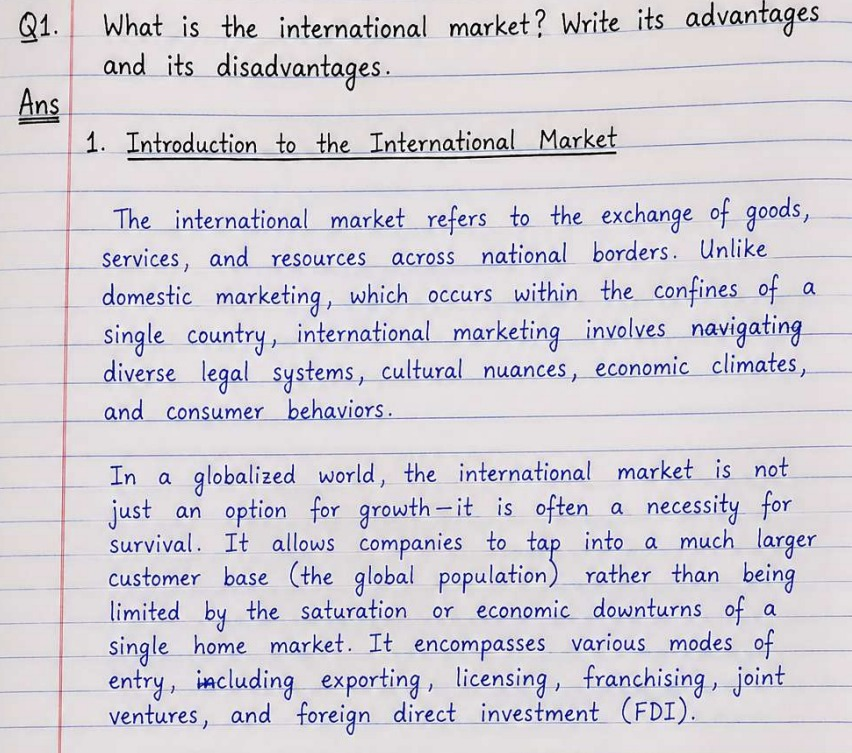 Q1. What is the international market? Write its advantages
and its disadvantages.
Ans
1. Introduction to the International Market
The international market refers to the exchange of goods,
services, and resources across national borders. Unlike
domestic marketing, which occurs within the confines of a
single country, international marketing involves navigating
diverse legal systems, cultural nuances, economic climates,
and consumer behaviors.
In a globalized world, the international market is not
just an option for growth—it is often a necessity for
survival. It allows companies to tap into a much larger
customer base (the global population) rather than being
limited by the saturation or economic downturns of a
single home market. It encompasses various modes of
entry, including exporting, licensing, franchising, joint
ventures, and foreign direct investment (FDI).